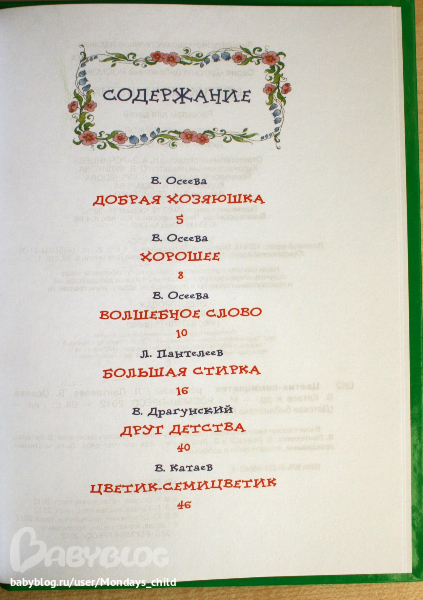 СОДЕРЖАНИЕ
В. Осеева
ДОБРАЯ ХОЗЯЮШКА
5
В. Осеева
ХОРОШЕЕ
8
В. Осеева
ВОЛШЕБНОЕ СЛОВО
10
Л. Пантелеев
БОЛЬШАЯ СТИРКА
16
В. Драгунский
ДРУГ ДЕТСТВА
40
В. Катаев
ЦВЕТИК-СЕМИЦВЕТИК
46
BABYBLOG
babyblog.ru/user/Mondays_child